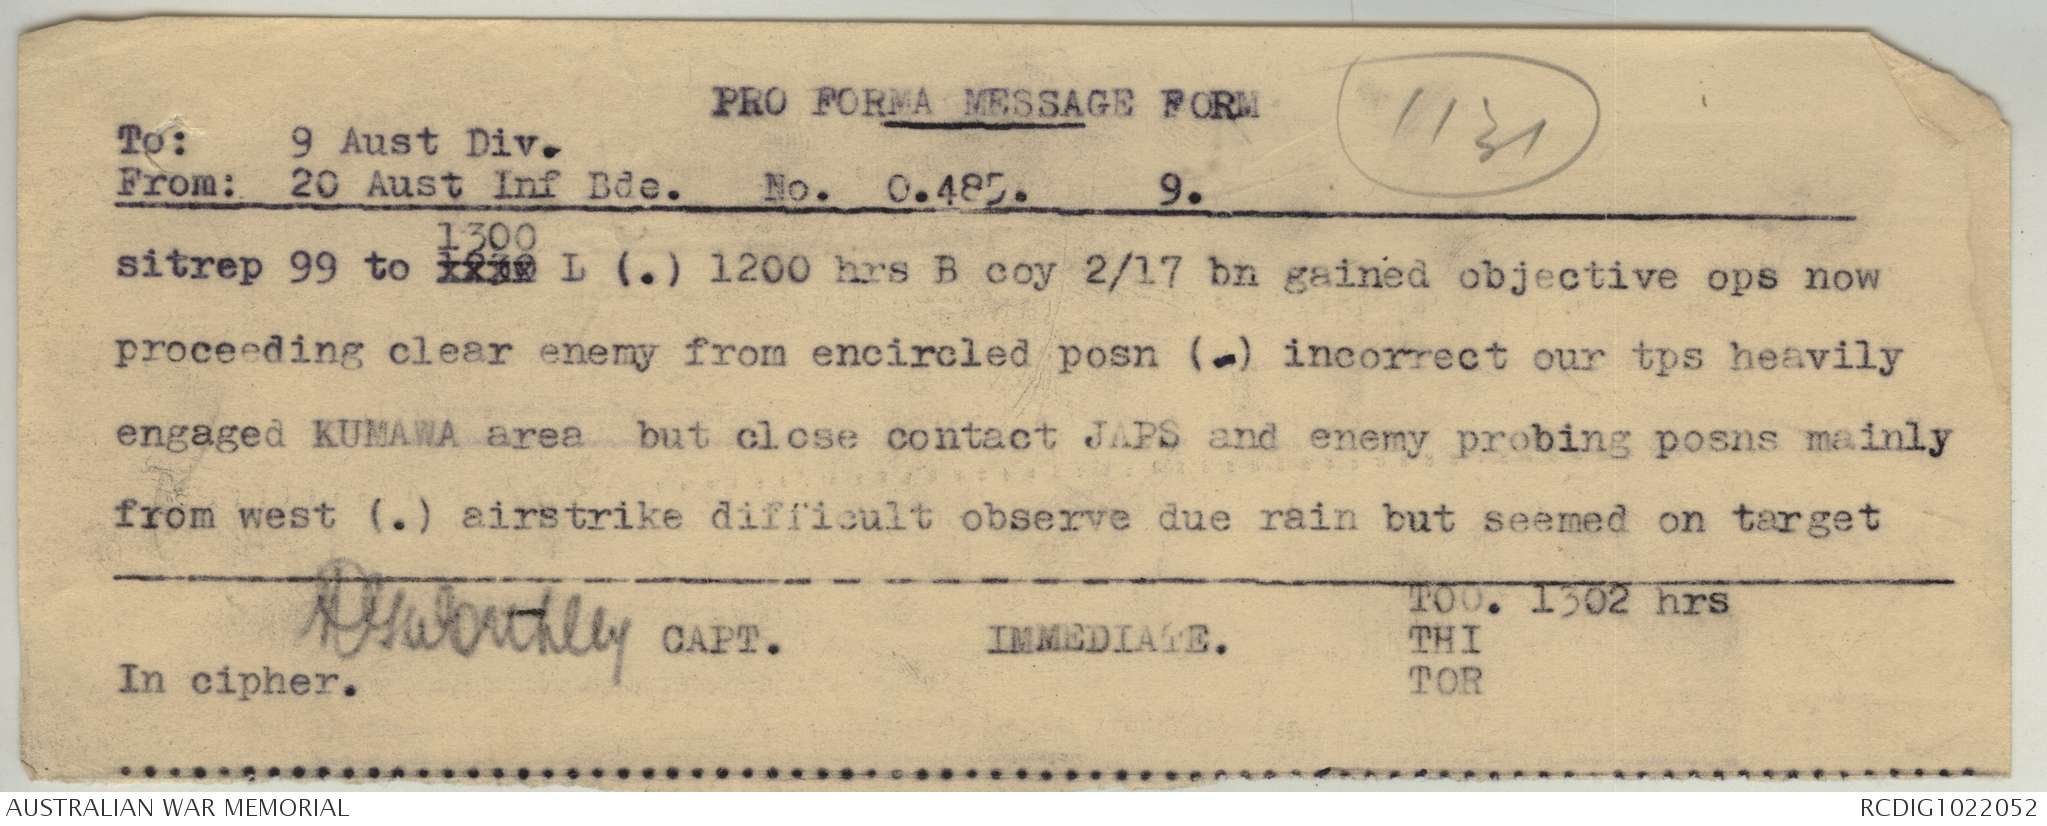 PRO FORMA MESSAGE FORM
1131
To: 9 Aust Div.
From: 20 Aust Inf Bde. No. 0.485. 9.
1300
sitrep 99 to L (.) 1200 hrs B coy 2/17 bn gained objective ops now
proceeding clear enemy from encircled posn (.) incorrect our tps heavily
engaged KUMAWA area but close contact JAPS and enemy probing posns mainly
from west (.) airstrike difficult observe due rain but seemed on target
TOO. 1302 hrs
CAPT. IMMEDIATE. THI
In cipher. TOR
AUSTRALIAN WAR MEMORIAL RCDIG1022052